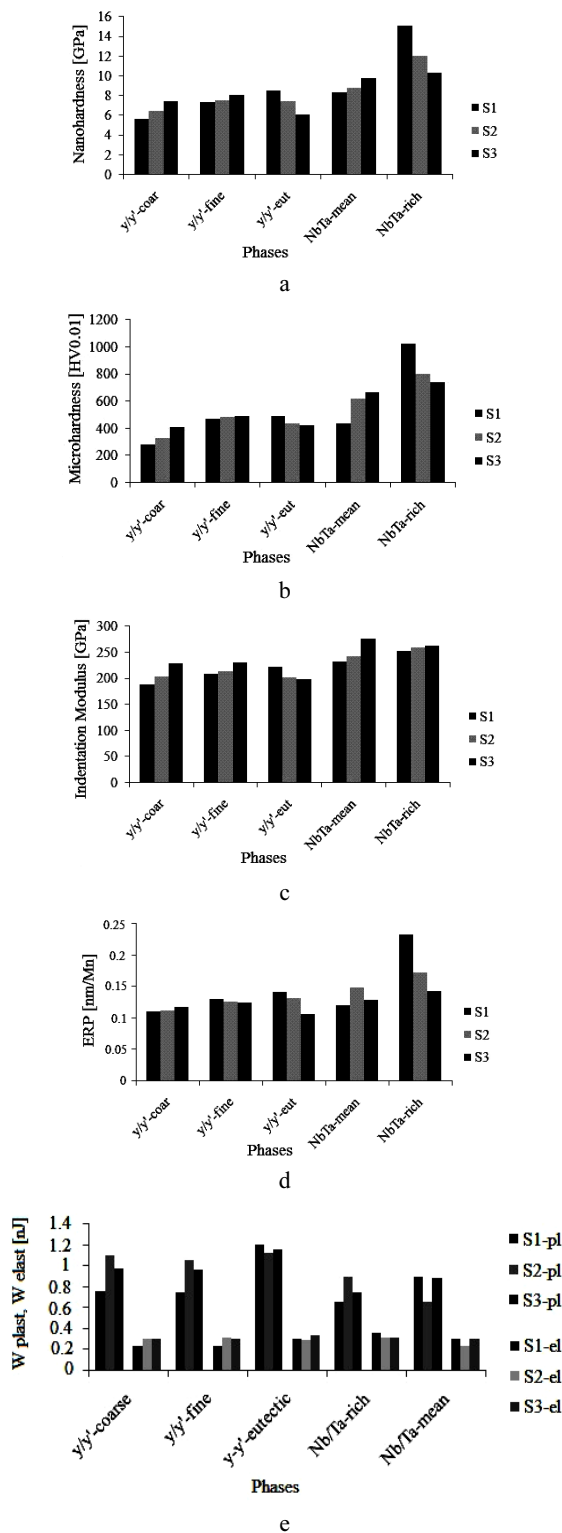 Nanohardness [GPa]
16
14
12
10
8
6
4
2
0
y/y'-coar
y/y'-fine
y/y'-eut
NbTa-mean
NbTa-rich
Phases
S1
S2
S3
a
Microhardness [HV0.01]
1200
1000
800
600
400
200
0
y/y'-coar
y/y'-fine
y/y'-eut
NbTa-mean
NbTa-rich
Phases
S1
S2
S3
b
Indentation Modulus [GPa]
300
250
200
150
100
50
0
y/y'-coar
y/y'-fine
y/y'-eut
NbTa-mean
NbTa-rich
Phases
S1
S2
S3
c
ERP [nm/Mn]
0.25
0.2
0.15
0.1
0.05
0
y/y'-coar
y/y'-fine
y/y'-eut
NbTa-mean
NbTa-rich
Phases
S1
S2
S3
d
W plast, W elast [nJ]
1.4
1.2
1
0.8
0.6
0.4
0.2
0
y/y'-coarse
y/y'-fine
y-y'-eutectic
Nb/Ta-rich
Nb/Ta-mean
Phases
S1-pl
S2-pl
S3-pl
S1-el
S2-el
S3-el
e